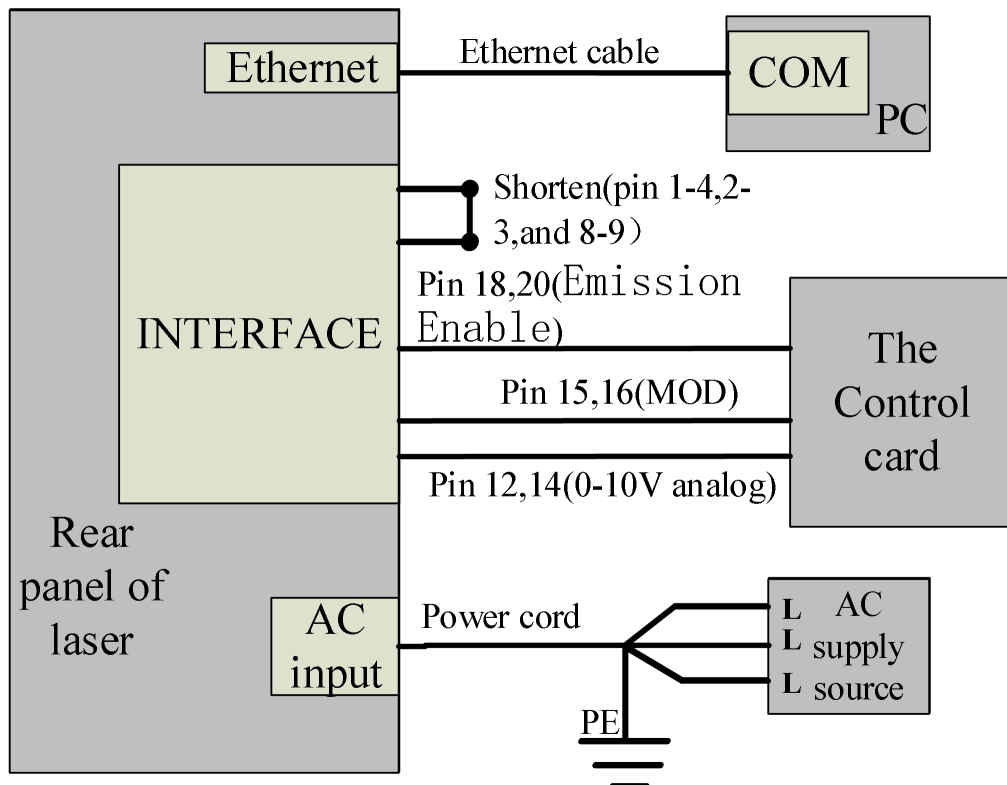 Ethernet
Ethernet cable
COM
PC
Shorten(pin 1-4,2-
3,and 8-9）
Pin 18,20(Emission
Enable)
INTERFACE
Pin 15,16(MOD)
Pin 12,14(0-10V analog)
The
Control
card
Rear
panel of
laser
AC
input
Power cord
PE
L
L
L
AC
supply
source